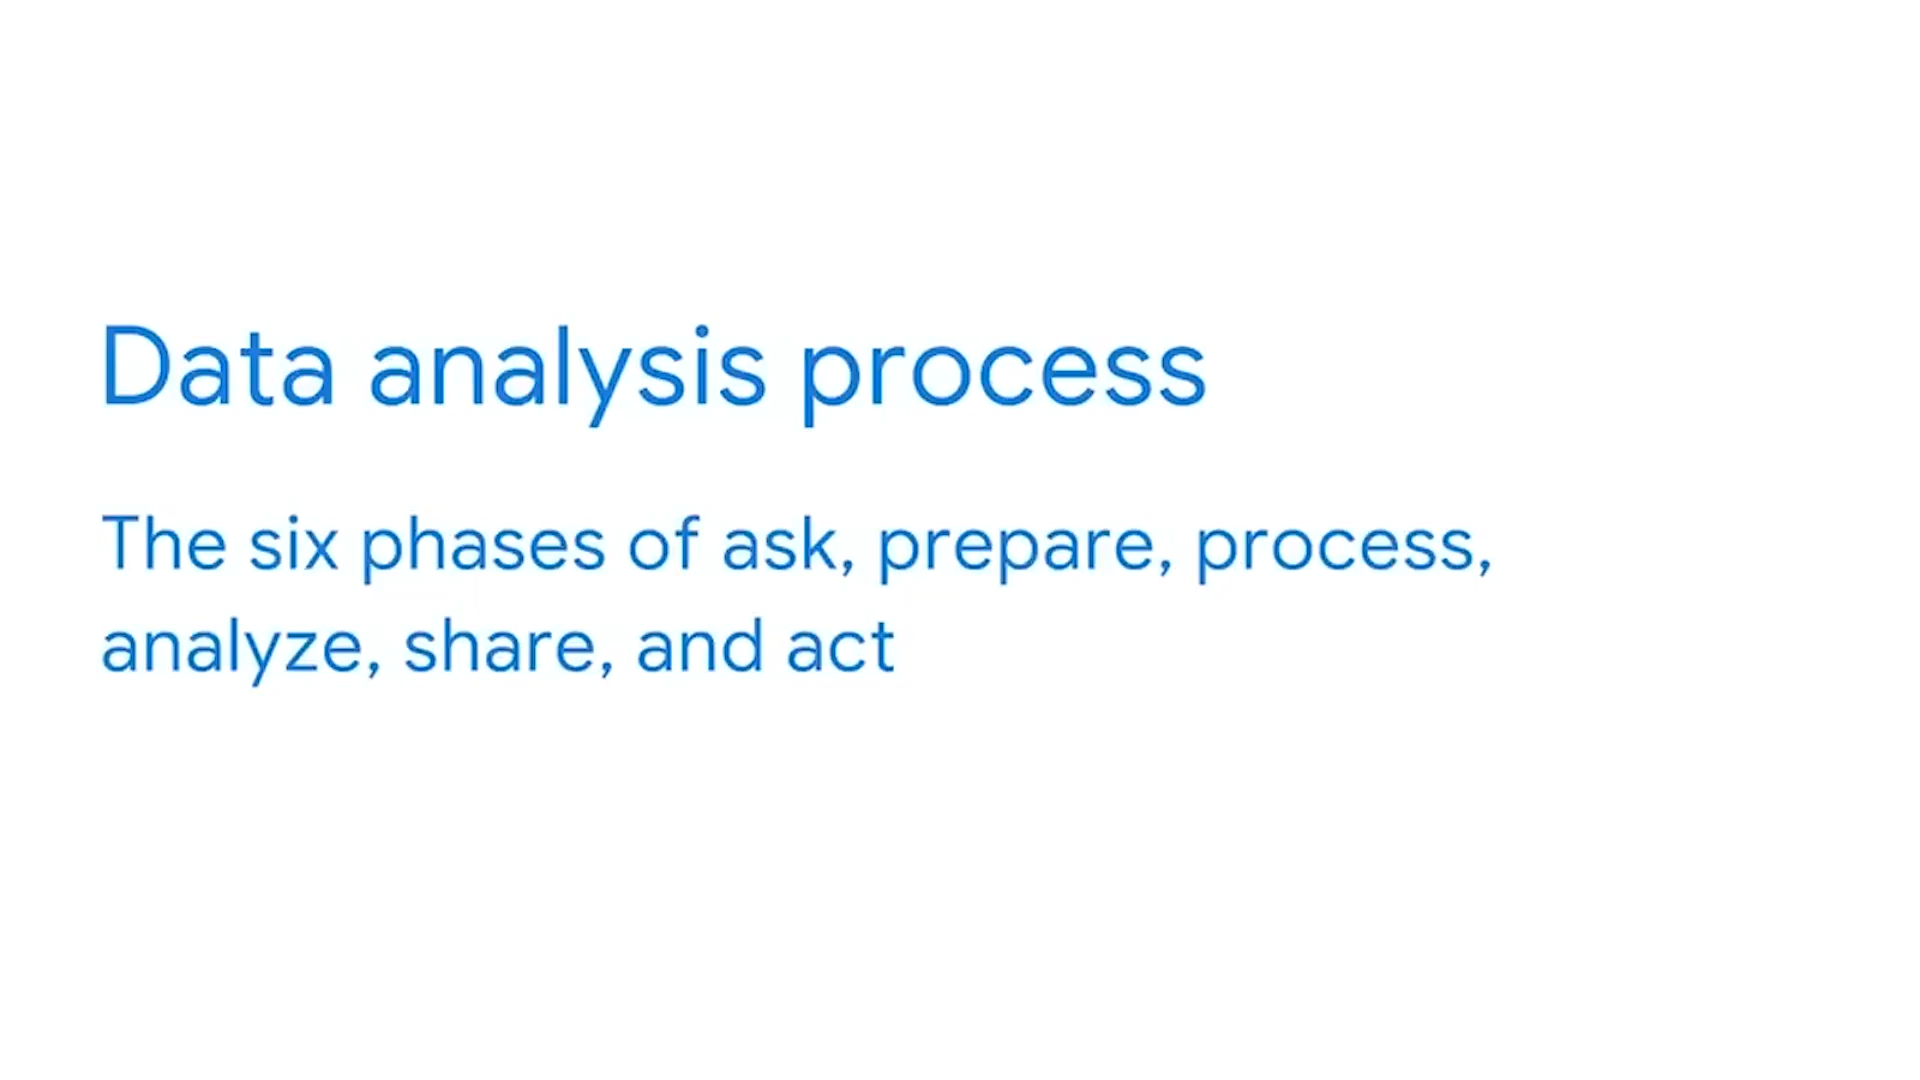 Data analysis process
The six phases of ask, prepare, process,
analyze, share, and act